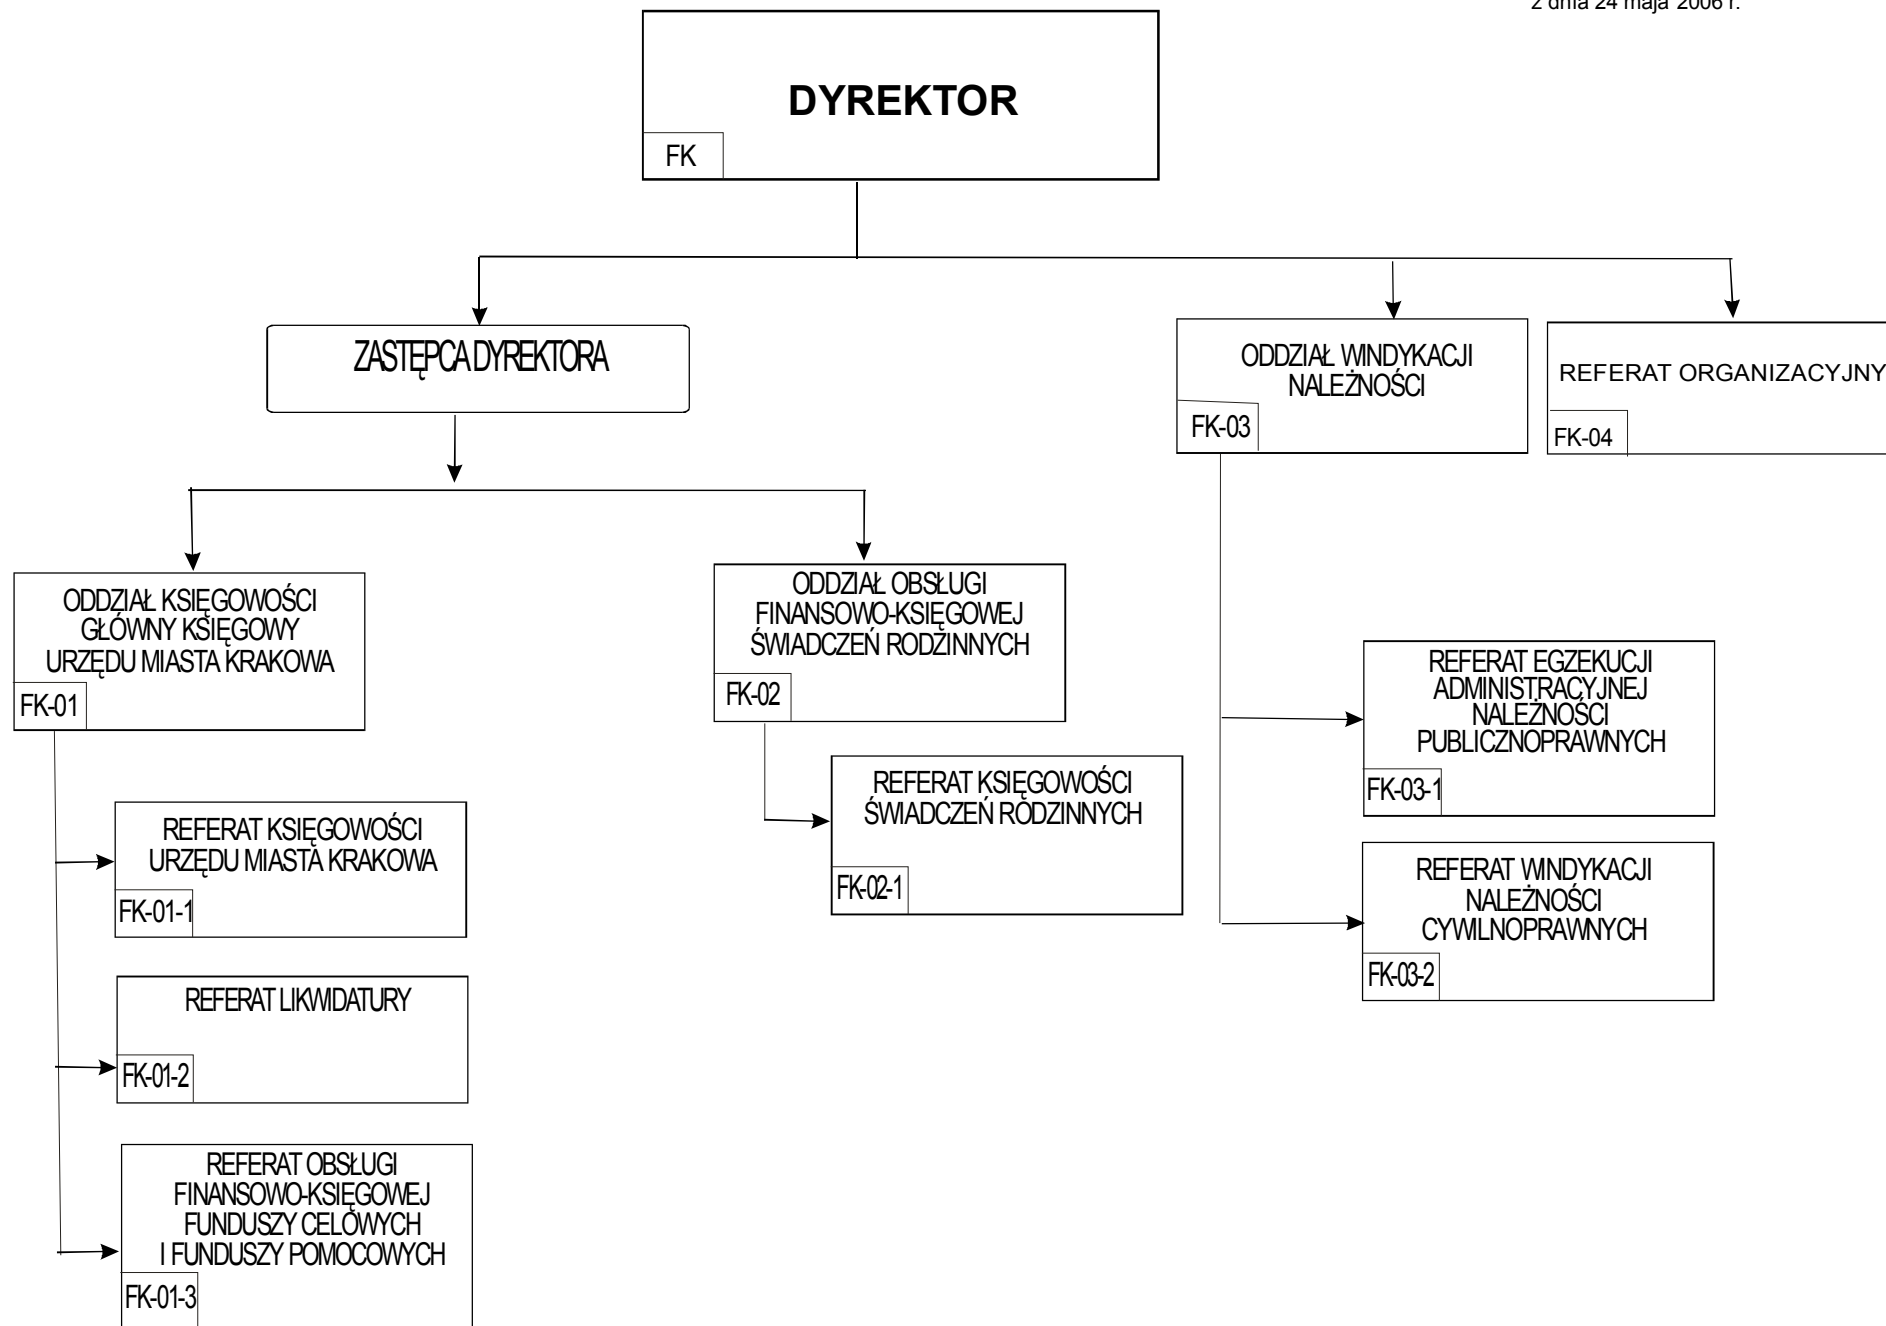 z dnia 24 maja 2006 r.
DYREKTOR
FK
ZASTĘPCA DYREKTORA
ODDZIAŁ WINDYKACJI
NALEŻNOŚCI
FK-03
REFERAT ORGANIZACYJNY
FK-04
ODDZIAŁ KSIĘGOWOŚCI
GŁÓWNY KSIĘGOWY
URZĘDU MIASTA KRAKOWA
FK-01
ODDZIAŁ OBSŁUGI
FINANSOWO-KSIĘGOWEJ
ŚWIADCZEŃ RODZINNYCH
FK-02
REFERAT EGZEKUCJI
ADMINISTRACYJNEJ
NALEŻNOŚCI
PUBLICZNOPRAWNYCH
FK-03-1
REFERAT KSIĘGOWOŚCI
ŚWIADCZEŃ RODZINNYCH
FK-02-1
REFERAT KSIĘGOWOŚCI
URZĘDU MIASTA KRAKOWA
FK-01-1
REFERAT WINDYKACJI
NALEŻNOŚCI
CYWILNOPRAWNYCH
FK-03-2
REFERAT LIKWIDATURY
FK-01-2
REFERAT OBSŁUGI
FINANSOWO-KSIĘGOWEJ
FUNDUSZY CELOWYCH
I FUNDUSZY POMOCOWYCH
FK-01-3